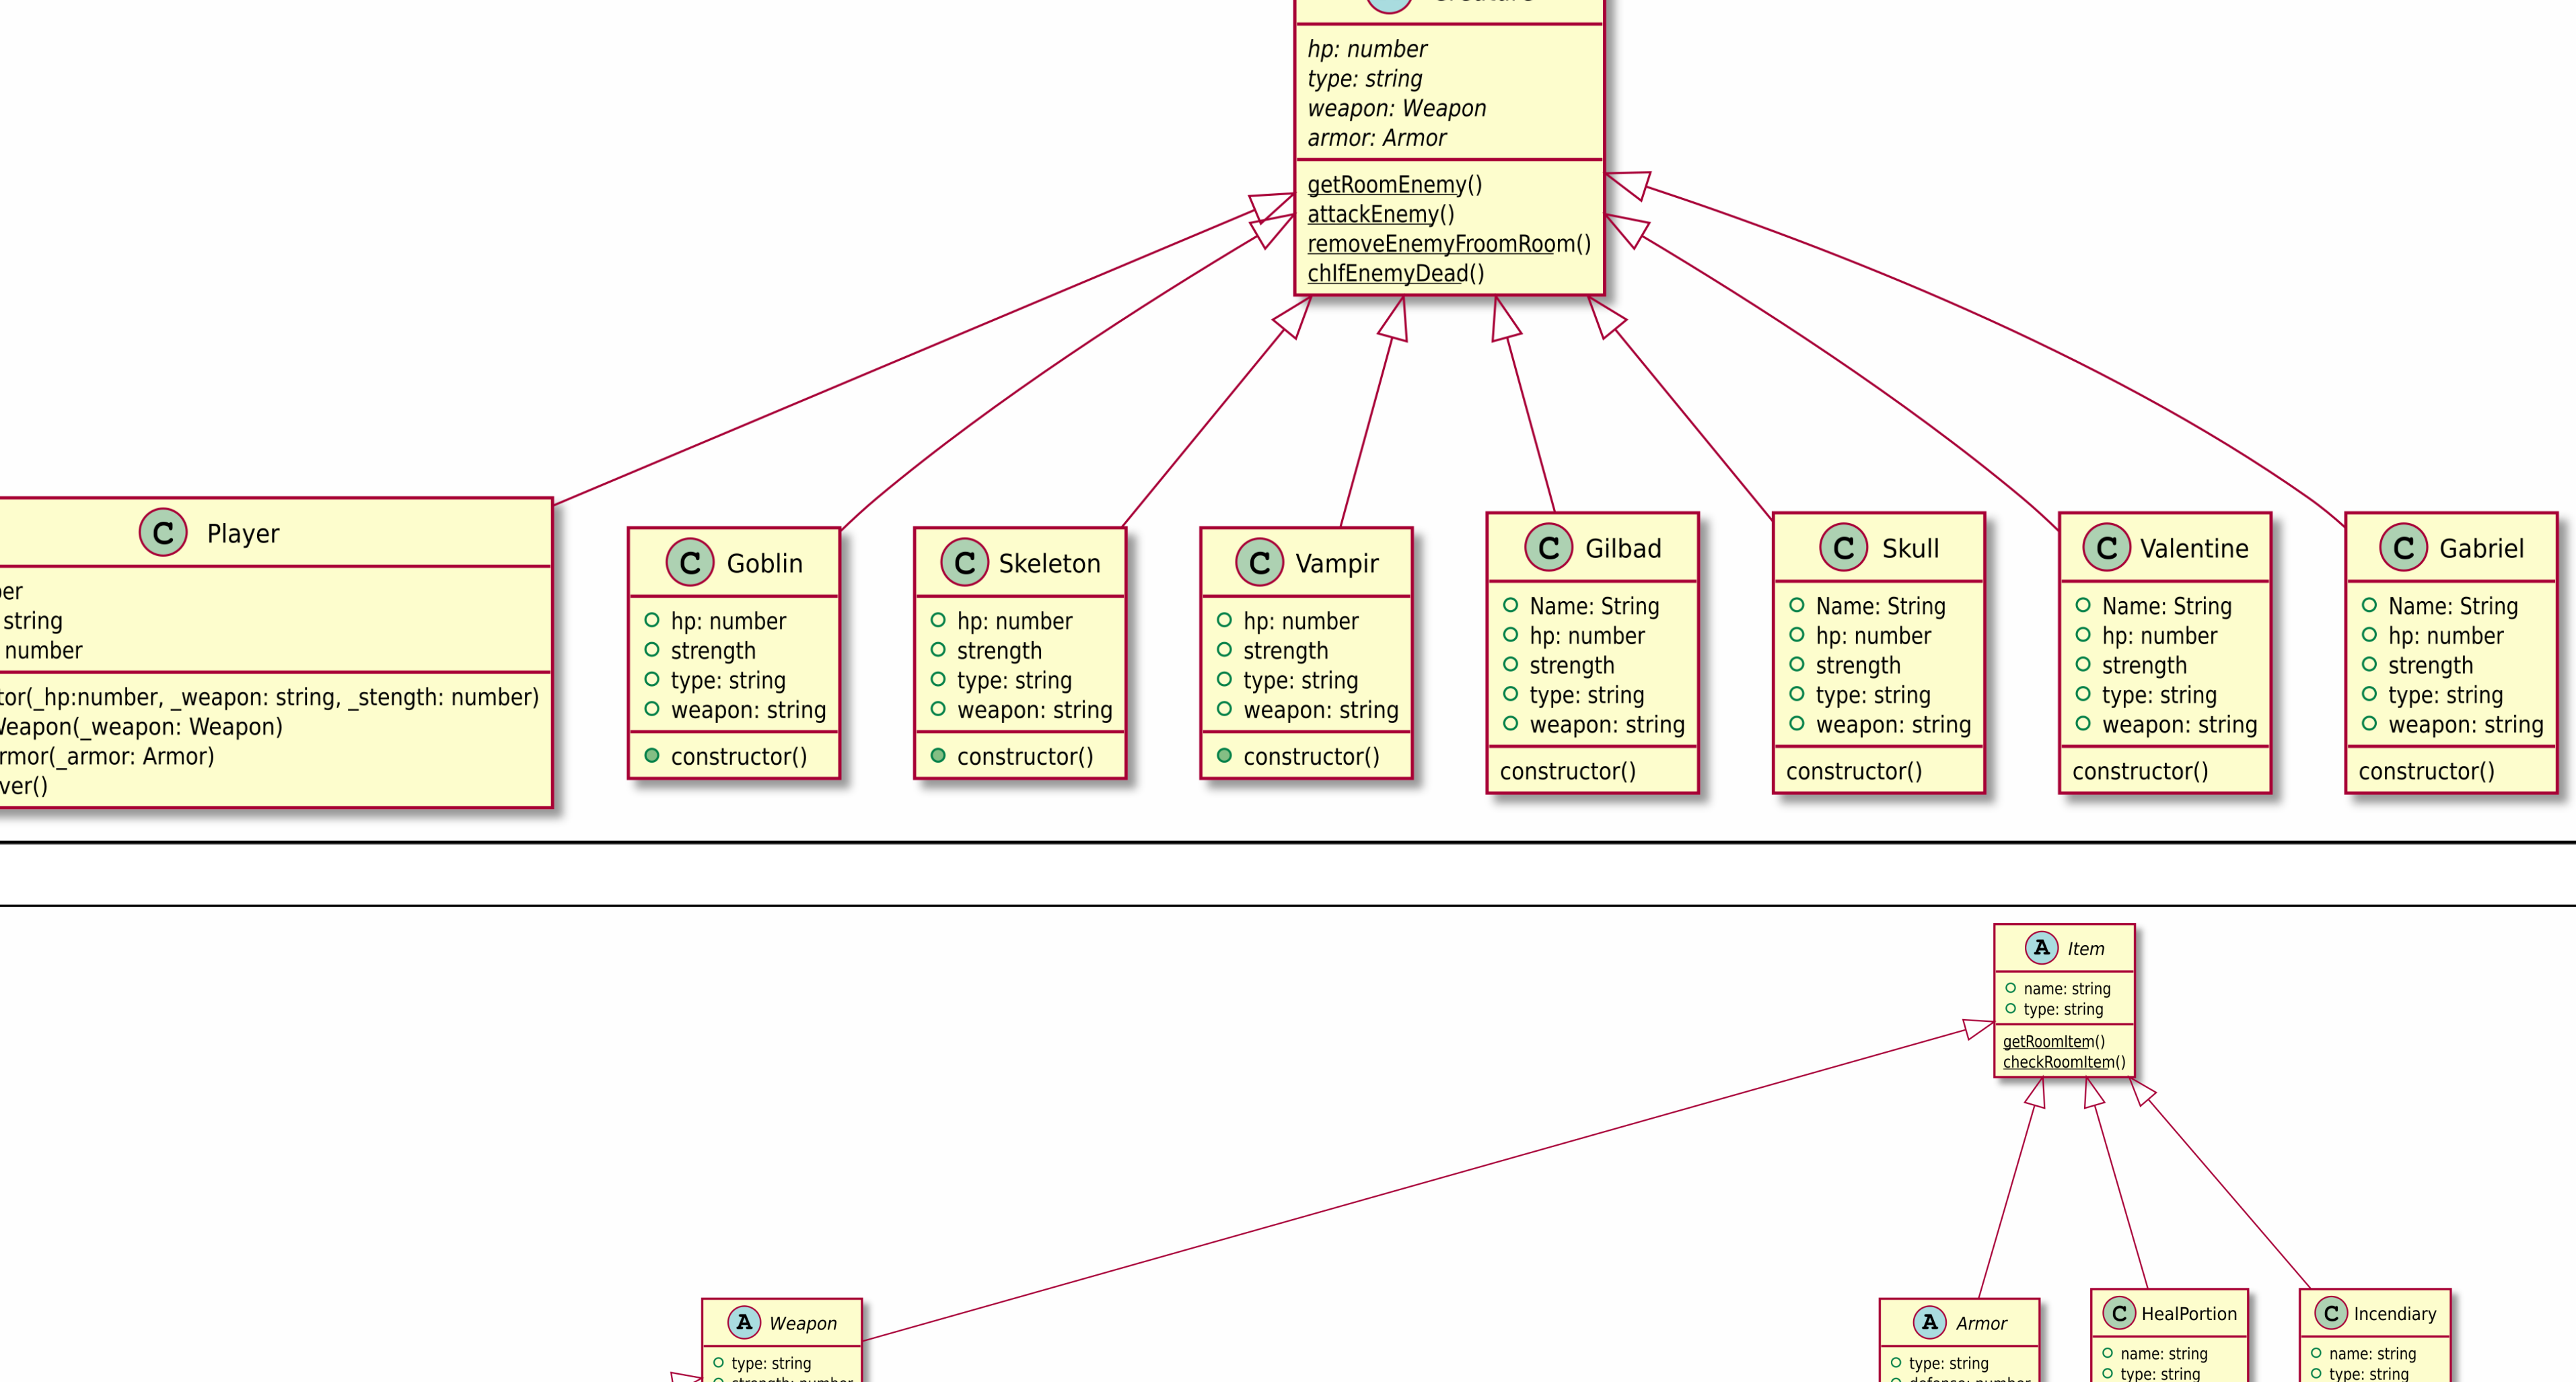 hp: number
type: string
weapon: Weapon
armor: Armor
getRoomEnemy()
attackEnemy()
removeEnemyFroomRoom()
chIfEnemyDead()
C Player
string
number
tor(_hp:number, _weapon: string, _stength: number)
Weapon(_weapon: Weapon)
rmor(_armor: Armor)
ver()
C Goblin
hp: number
strength
type: string
weapon: string
constructor()
C Skeleton
hp: number
strength
type: string
weapon: string
constructor()
C Vampir
hp: number
strength
type: string
weapon: string
constructor()
C Gilbad
Name: String
hp: number
strength
type: string
weapon: string
constructor()
C Skull
Name: String
hp: number
strength
type: string
weapon: string
constructor()
C Valentine
Name: String
hp: number
strength
type: string
weapon: string
constructor()
C Gabriel
Name: String
hp: number
strength
type: string
weapon: string
constructor()
A Item
name: string
type: string
getRoomItem()
checkRoomItem()
A Weapon
type: string
A Armor
type: string
C HealPortion
name: string
type: string
C Incendiary
name: string
type: string